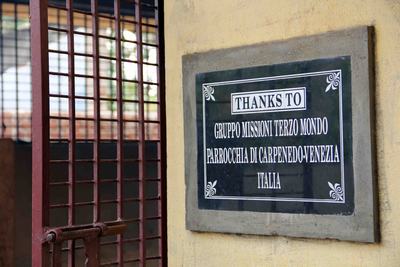 THANKS TO
GRUPPO MISSIONI TERZO MONDO
PARROCCHIA DI CARPENEDO-VENEZIA
ITALIA